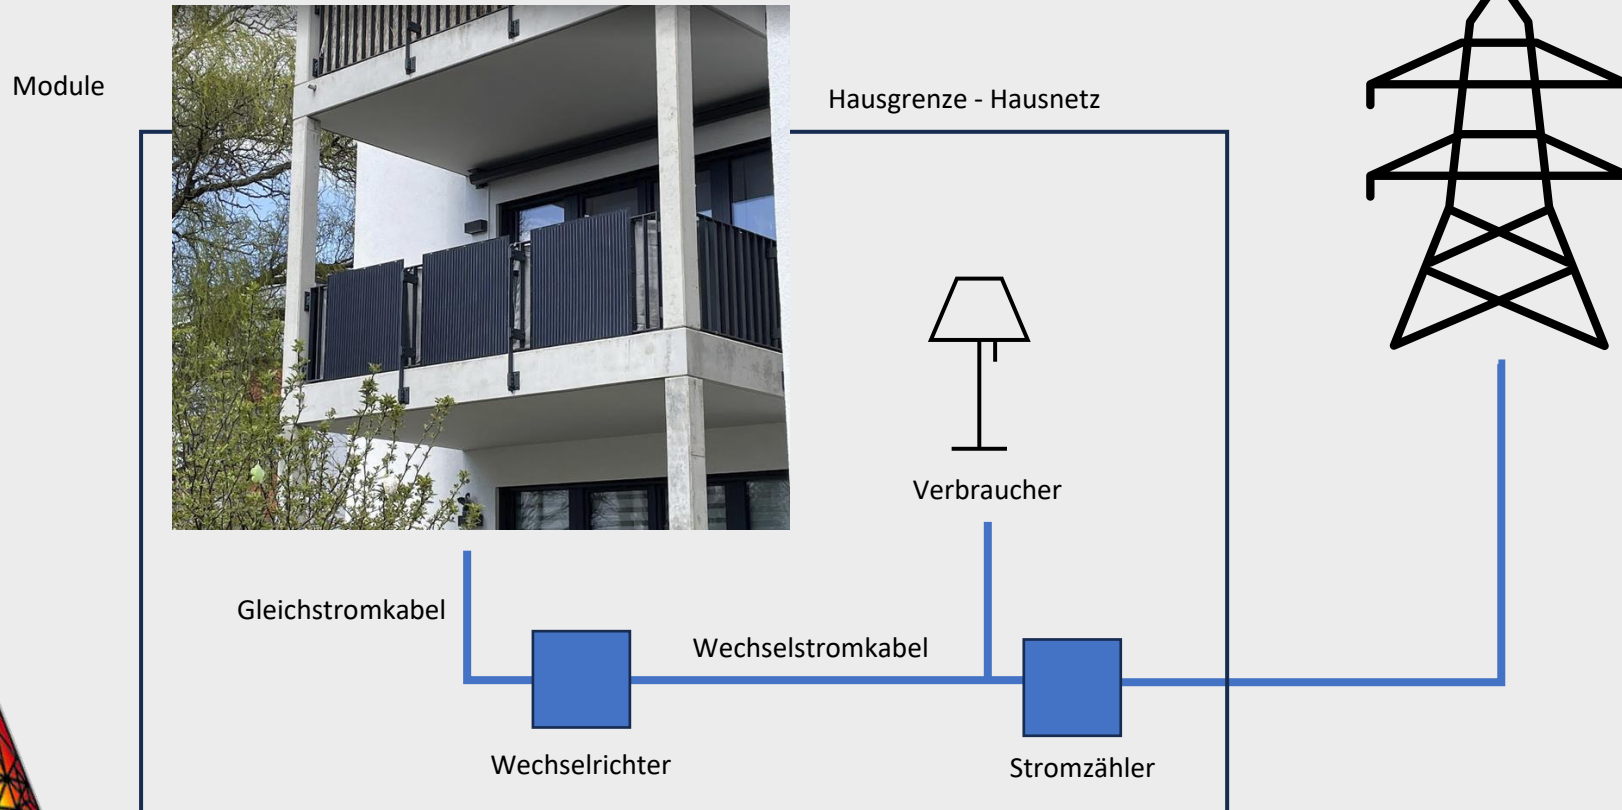 Module
Hausgrenze - Hausnetz
Verbraucher
Gleichstromkabel
Wechselstromkabel
Wechselrichter
Stromzähler